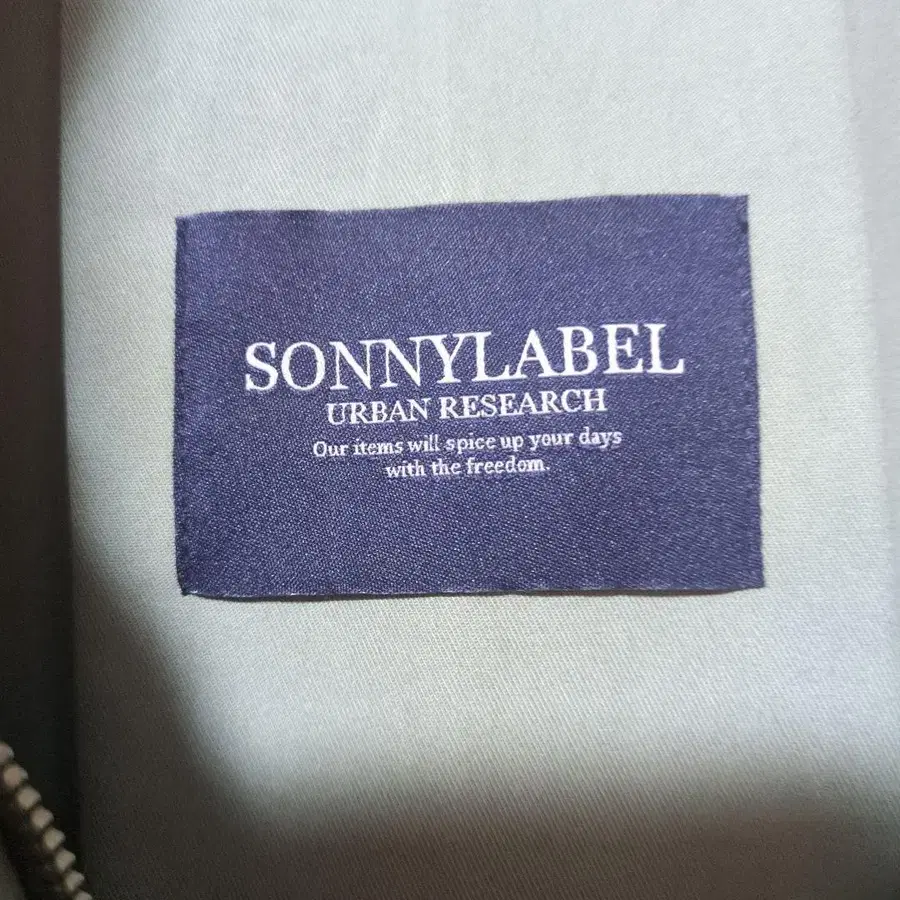 SONNYLABEL
URBAN RESEARCH
Our items will spice up your days
with the freedom.